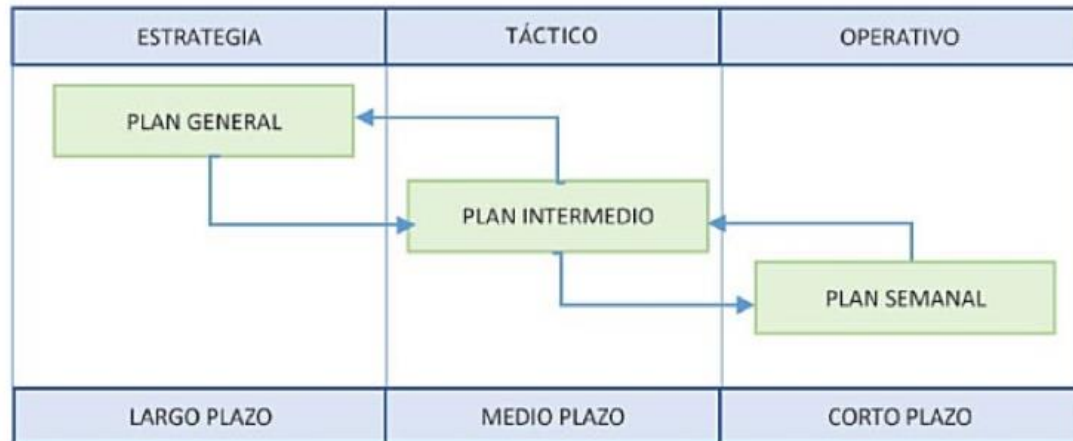 ESTRATEGIA
TÁCTICO
OPERATIVO
PLAN GENERAL
PLAN INTERMEDIO
PLAN SEMANAL
LARGO PLAZO
MEDIO PLAZO
CORTO PLAZO